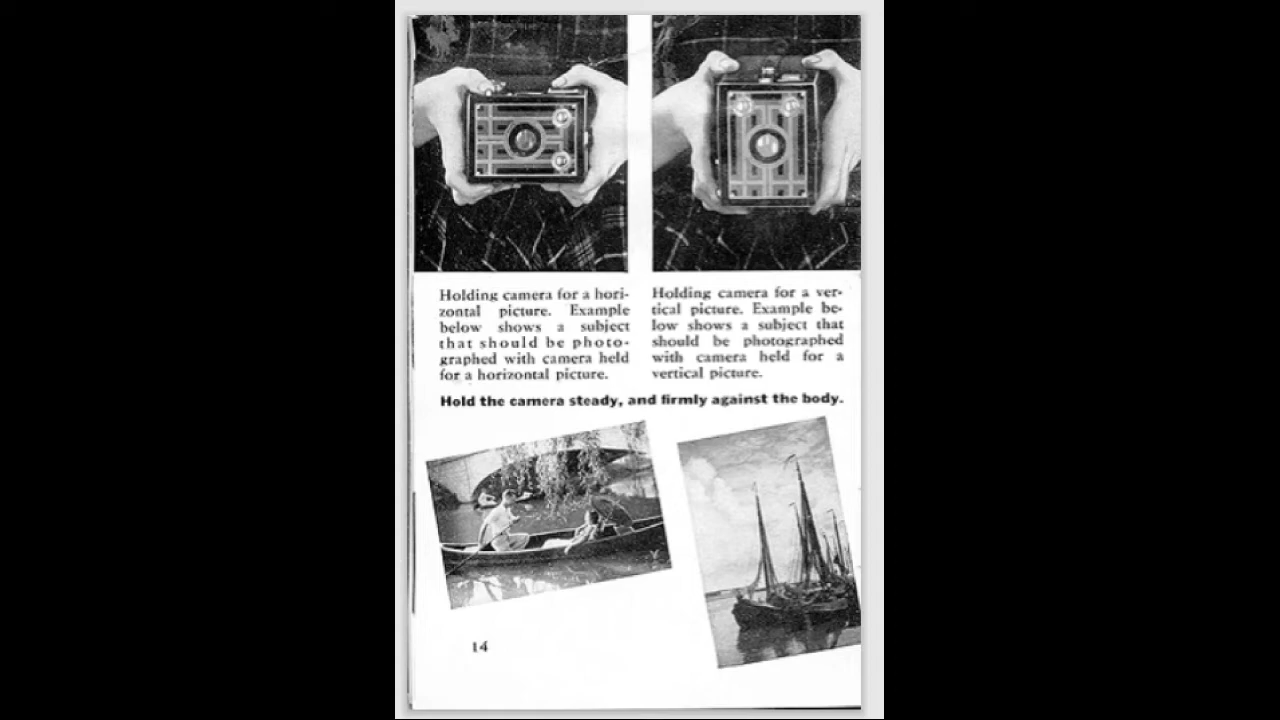 Holding camera for a hori-
zontal picture. Example
below shows a subject
that should be photo-
graphed with camera held
for a horizontal picture.
Holding camera for a ver-
tical picture. Example be-
low shows a subject that
should be photographed
with camera held for a
vertical picture.
Hold the camera steady, and firmly against the body.
14